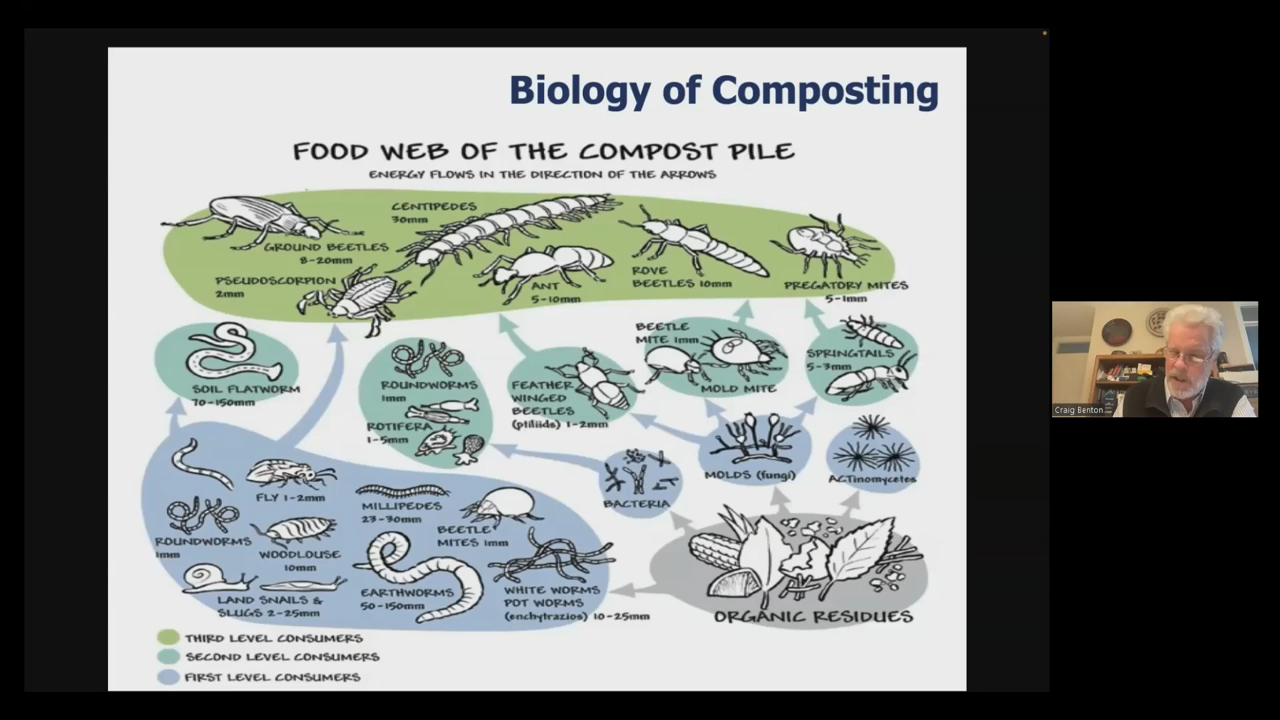 Biology of Composting
FOOD WEB OF THE COMPOST PILE
ENERGY FLOWS IN THE DIRECTION OF THE ARROWS
CENTIPEDES
30mm
GROUND BEETLES
8-20mm
PSEUDOSCORPION
2mm
ANT
5-10mm
ROVE
BEETLES 10mm
PREGATORY MITES
5-1mm
SOIL FLATWORM
70-150mm
ROUNDWORMS
1mm
ROTIFERA
1-5mm
FEATHER
WINGED
BEETLES
(ptiliids) 1-2mm
BEETLE
MITE 1mm
MOLD MITE
SPRINGTAILS
5-3mm
BACTERIA
MOLDS (fungi)
ACTinomycetes
FLY 1-2mm
ROUNDWORMS
1mm
WOODLOUSE
10mm
LAND SNAILS &
SLUGS 2-25mm
MILLIPEDES
23-30mm
BEETLE
MITES 1mm
EARTHWORMS
50-150mm
WHITE WORMS
POT WORMS
(enchytrazios) 10-25mm
ORGANIC RESIDUES
THIRD LEVEL CONSUMERS
SECOND LEVEL CONSUMERS
FIRST LEVEL CONSUMERS
Craig Benton